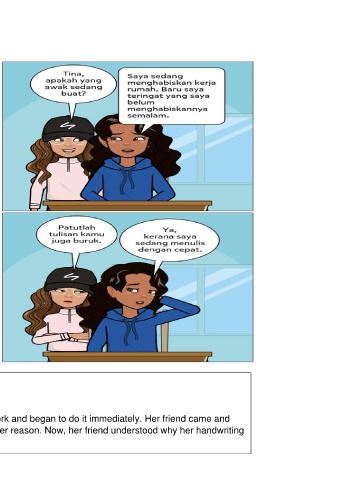 Tina,
apakah yang
awak sedang
buat?
Saya sedang
menghabiskan kerja
rumah. Baru saya
teringat yang saya
belum
menghabiskannya
semalam.
Patutlah
tulisan kamu
juga buruk.
Ya,
kerana saya
sedang menulis
dengan cepat.
rk and began to do it immediately. Her friend came and
er reason. Now, her friend understood why her handwriting